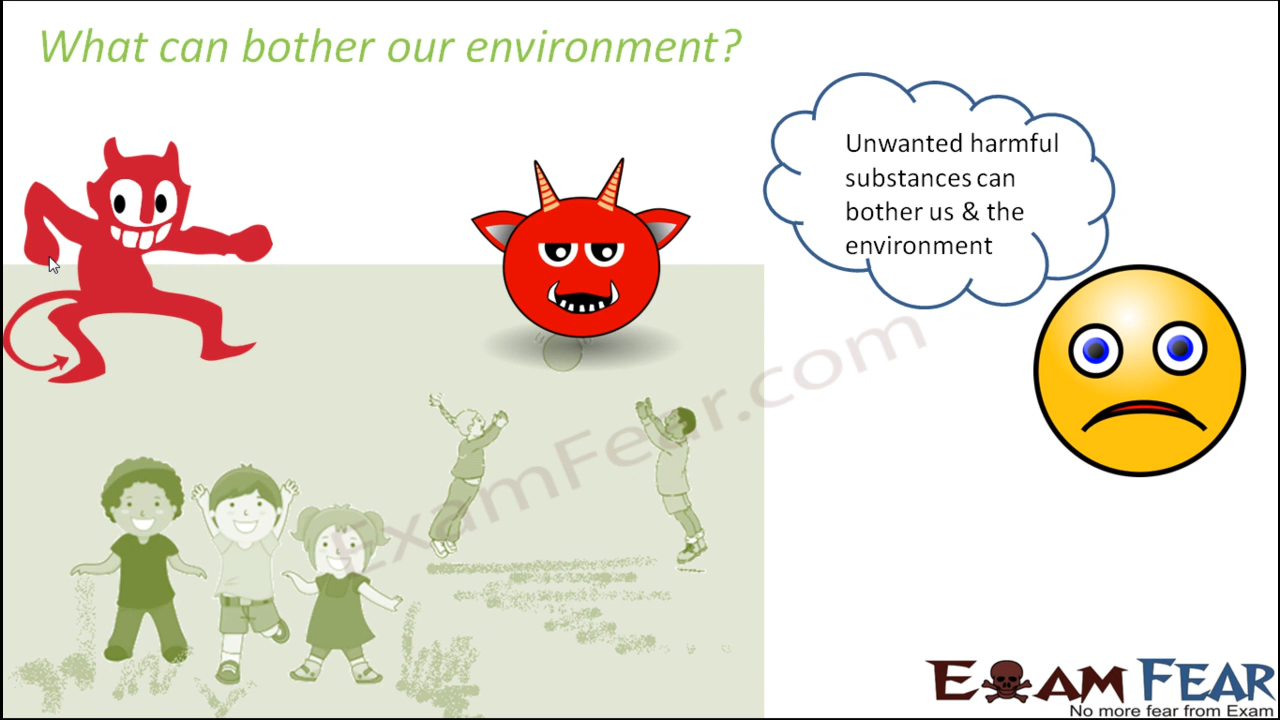 What can bother our environment?
Unwanted harmful
substances can
bother us & the
environment
ExamFear.com
EXAM FEAR
No more fear from Exam